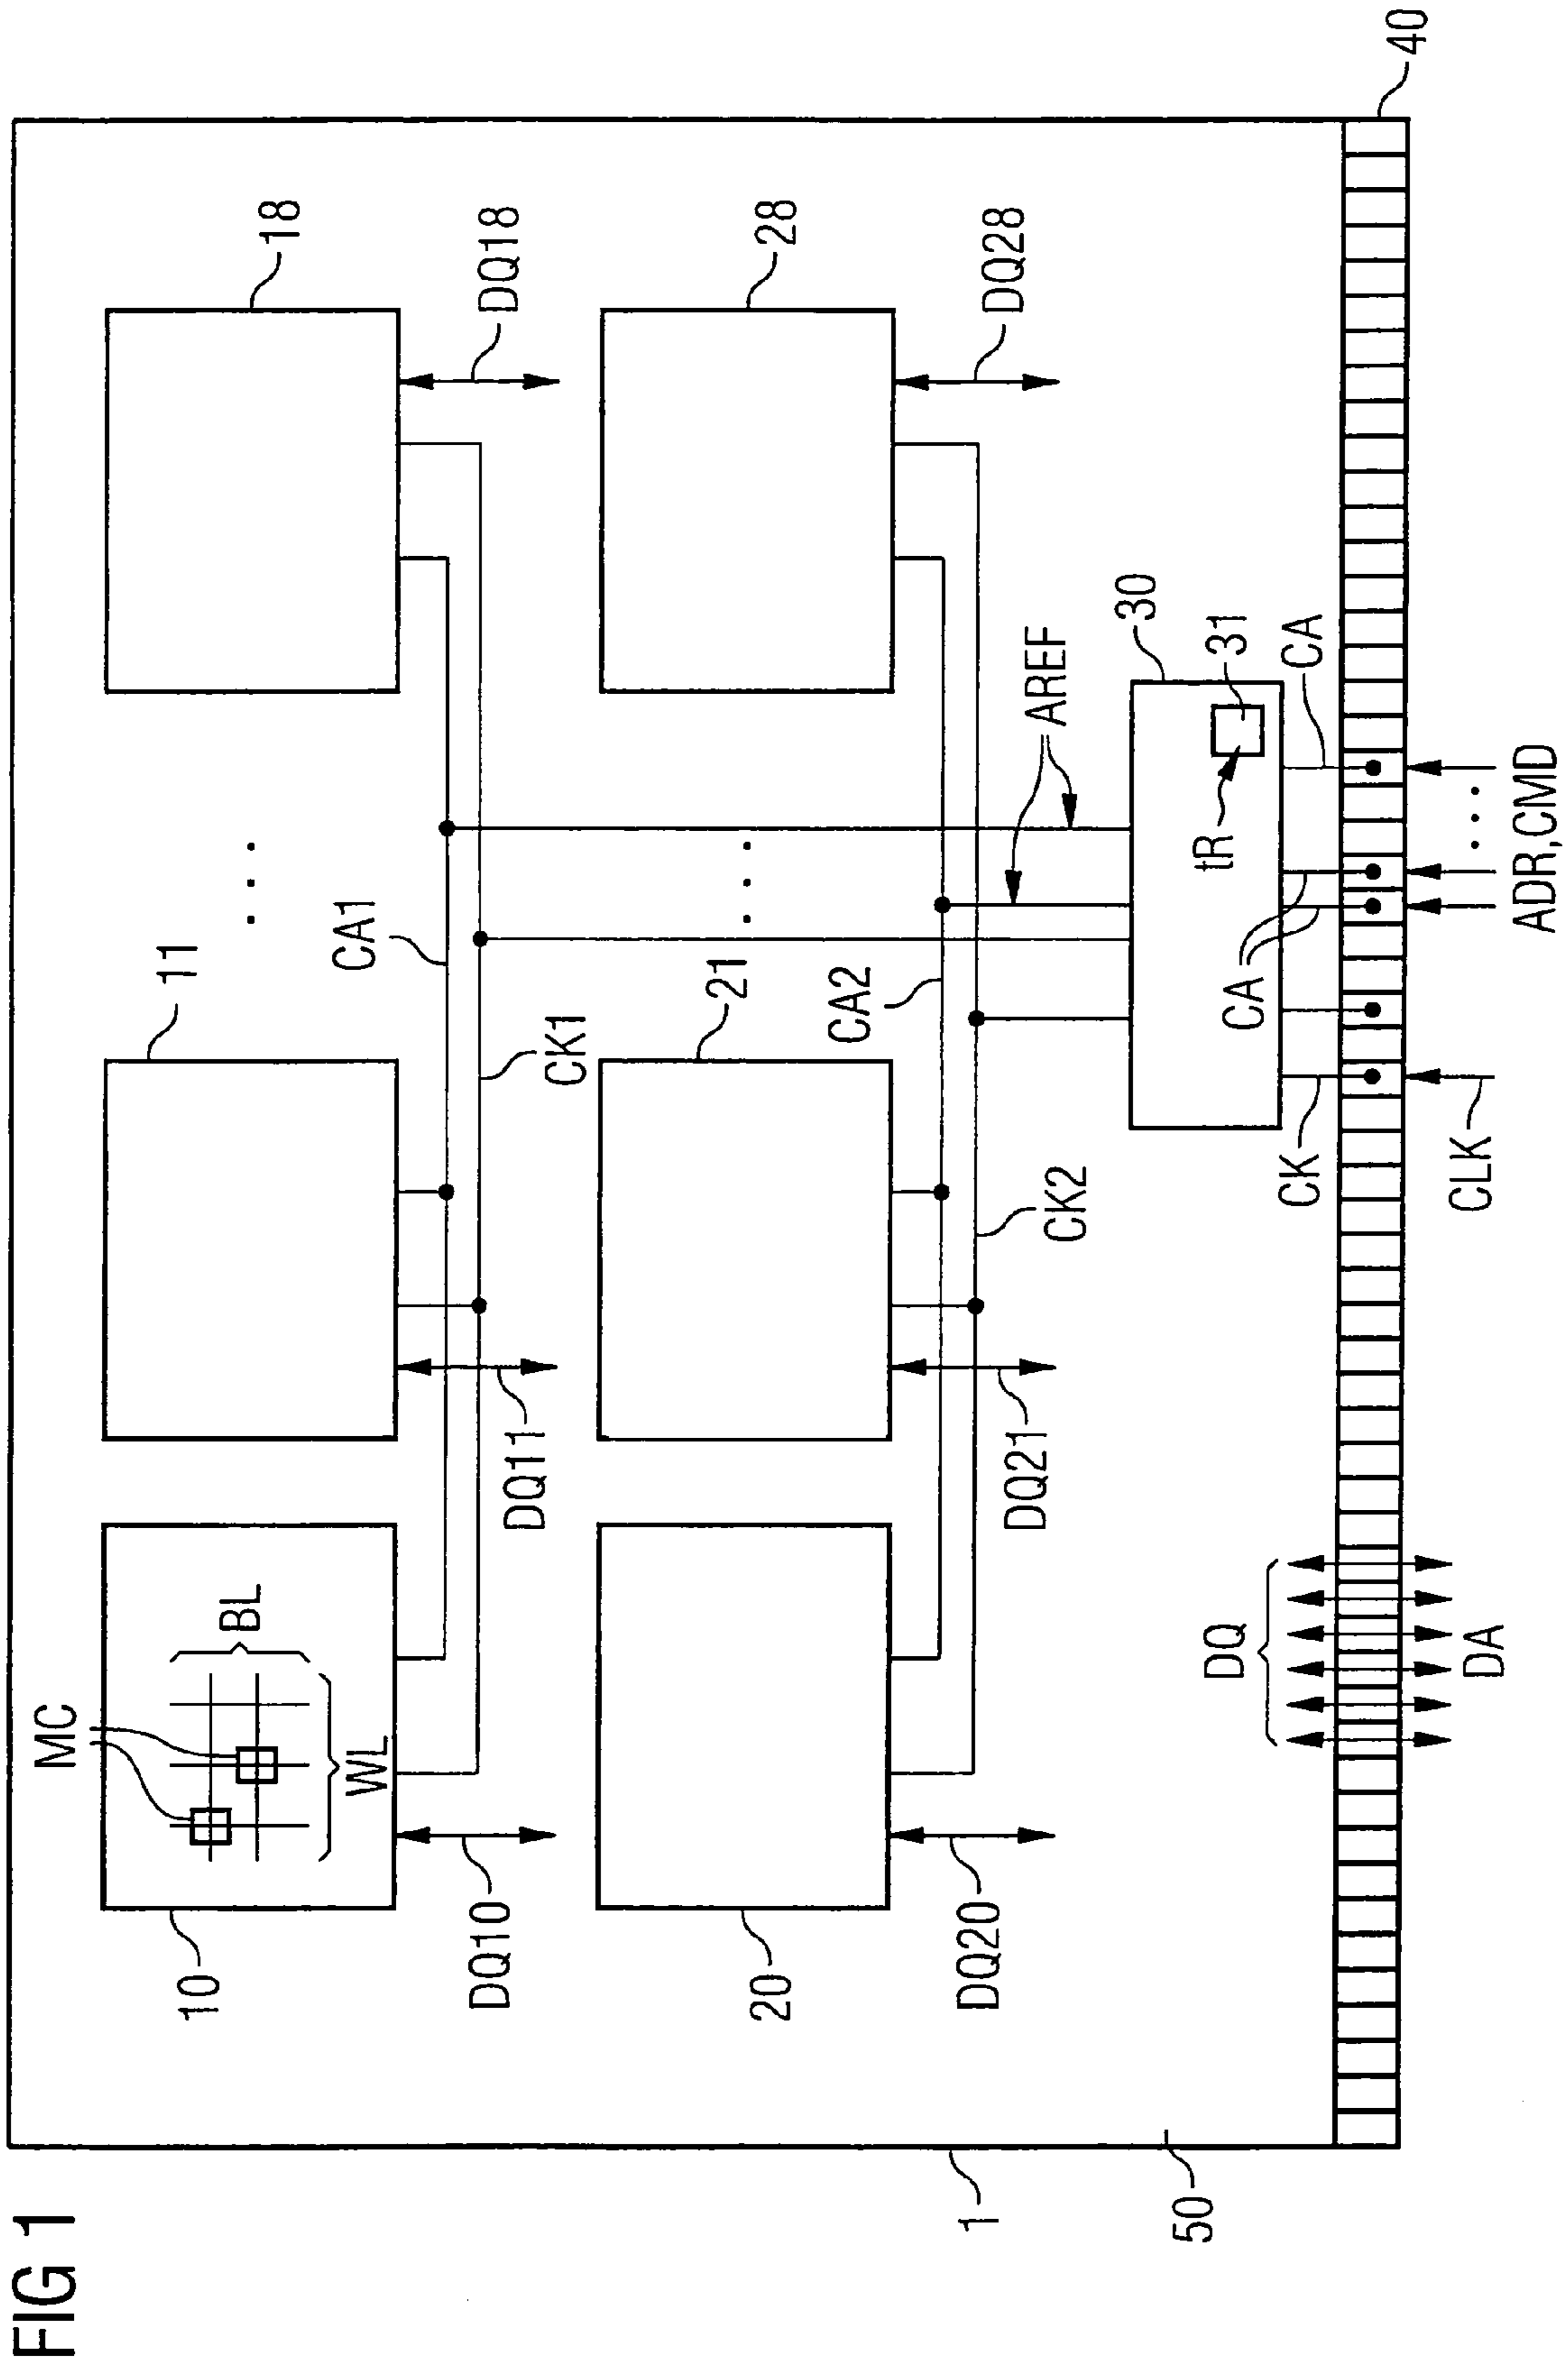 FIG 1
MC
BL
WL
10
11
18
CA1
CK1
DQ10
DQ11
DQ18
20
21
28
CA2
CK2
DQ20
DQ21
DQ28
AREF
30
31
tR
CA
CA
CK
DQ
40
1
50
DA
CLK
ADR,CMD